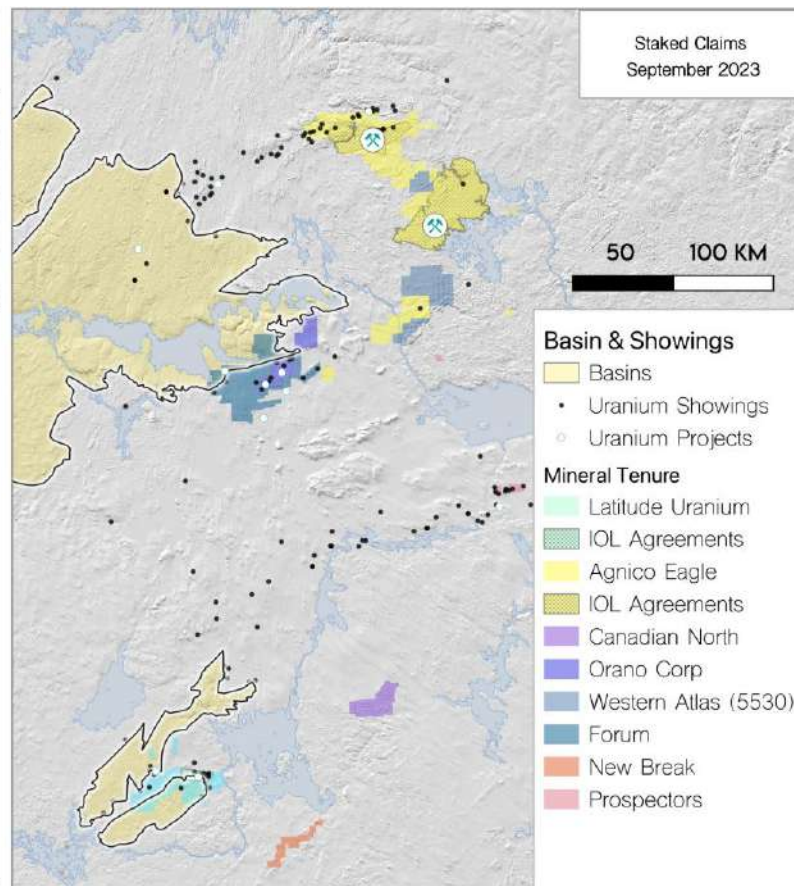 Staked Claims
September 2023
50 100 KM
Basin & Showings
Basins
Uranium Showings
Uranium Projects
Mineral Tenure
Latitude Uranium
IOL Agreements
Agnico Eagle
IOL Agreements
Canadian North
Orano Corp
Western Atlas (5530)
Forum
New Break
Prospectors